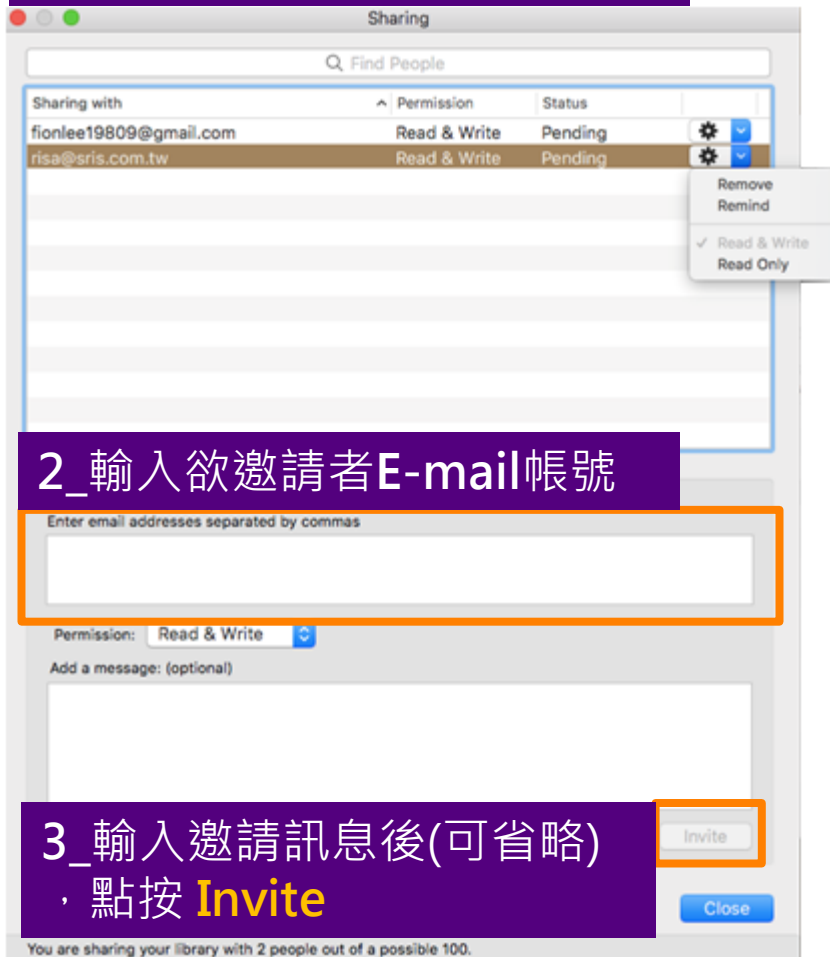 Sharing
Find People
Sharing with Permission Status
fionlee19809@gmail.com Read & Write Pending
risa@sris.com.tw Read & Write Pending
Remove
Remind
✓ Read & Write
Read Only
2_輸入欲邀請者E-mail帳號
Enter email addresses separated by commas
Permission: Read & Write
Add a message: (optional)
3_輸入邀請訊息後(可省略)
，點按 Invite
Invite
Close
You are sharing your library with 2 people out of a possible 100.